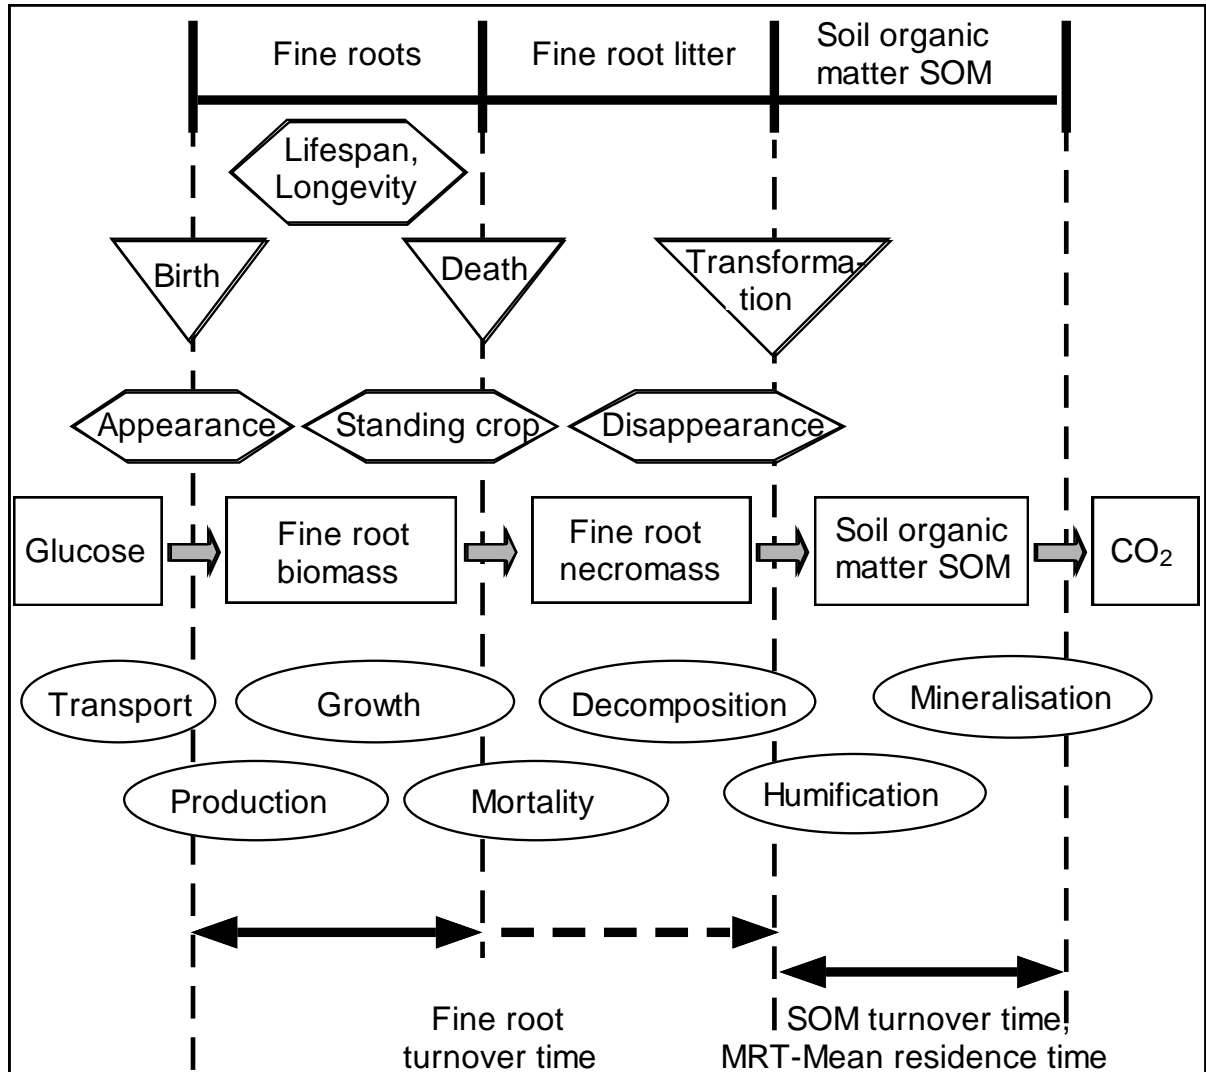 Fine roots
Fine root litter
Soil organic
matter SOM
Lifespan,
Longevity
Birth
Death
Transforma-
tion
Appearance
Standing crop
Disappearance
Glucose
Fine root
biomass
Fine root
necromass
Soil organic
matter SOM
CO₂
Transport
Growth
Decomposition
Mineralisation
Production
Mortality
Humification
Fine root
turnover time
SOM turnover time,
MRT-Mean residence time